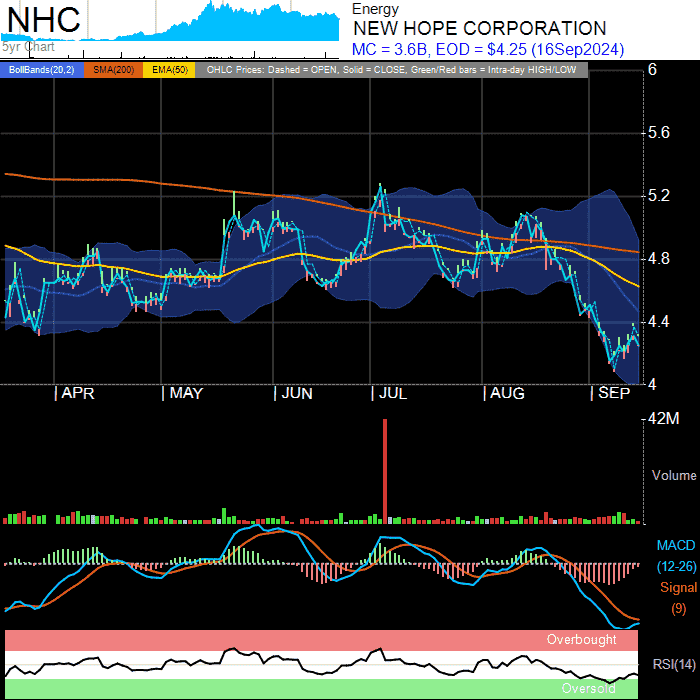 NHC
5yr Chart
Energy
NEW HOPE CORPORATION
MC = 3.6B, EOD = $4.25 (16Sep2024)
BollBands(20,2) SMA(200) EMA(50) OHLC Prices: Dashed = OPEN, Solid = CLOSE, Green/Red bars = Intra-day HIGH/LOW
6
5.6
5.2
4.8
4.4
4
APR MAY JUN JUL AUG SEP
42M
Volume
MACD
(12-26)
Signal
(9)
Overbought
RSI(14)
Oversold